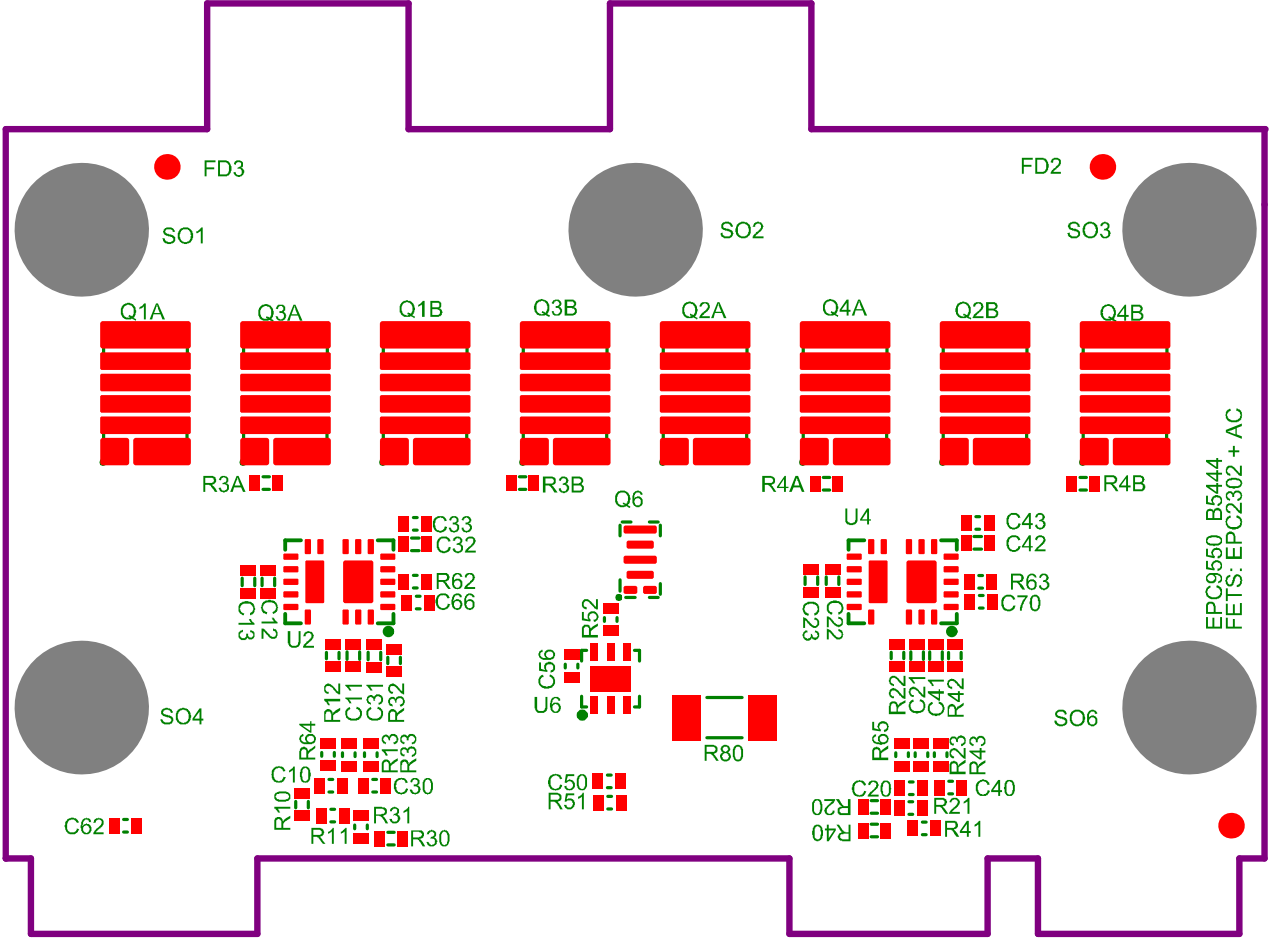 FD3
FD2
SO1
SO2
SO3
Q1A
Q3A
Q1B
Q3B
Q2A
Q4A
Q2B
Q4B
R3A
R3B
R4A
R4B
EPC9550 B5444
FETS: EPC2302 + AC
Q6
U4
C33
C32
C43
C42
R62
C66
R63
C70
C13
C12
U2
R52
C23
C22
C56
U6
R12
C11
C31
R32
R22
C21
C41
R42
SO4
SO6
R80
R64
R13
R33
R65
R23
R43
C10
C30
C50
R51
C20
C40
R10
R31
R20
R21
C62
R11
R30
R40
R41